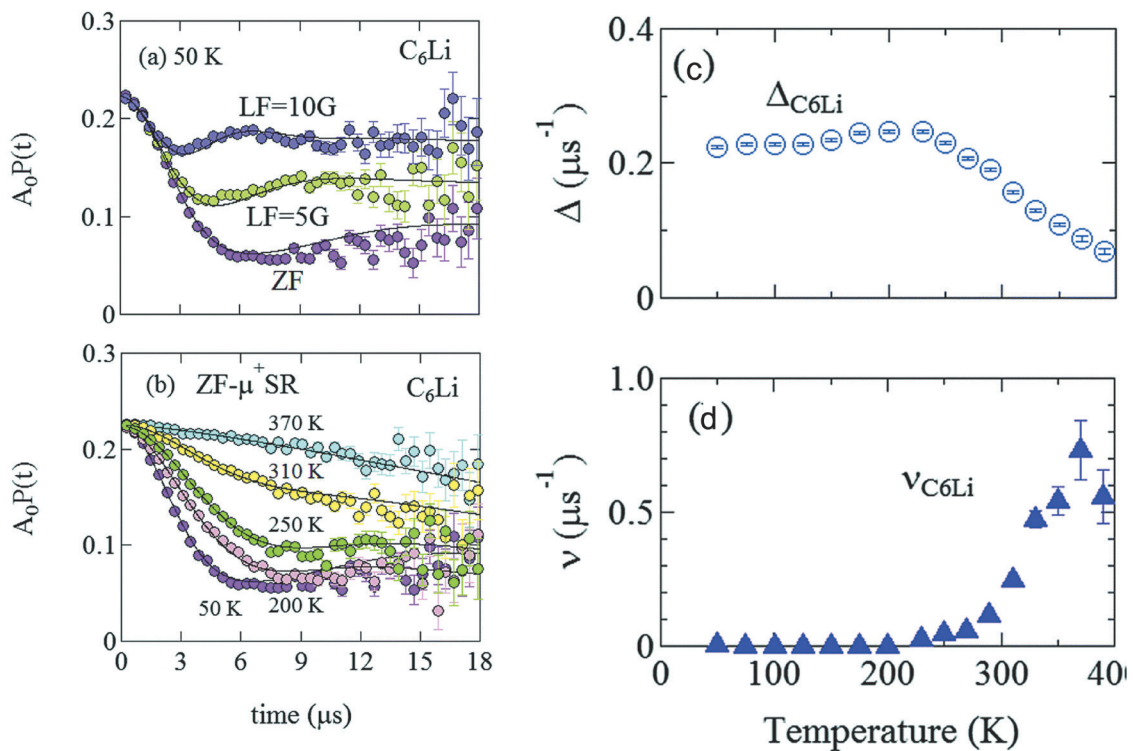 0.3
(a) 50 K
C6Li
LF=10G
0.2
A0P(t)
0.1
LF=5G
ZF
0
0.3
(b) ZF-μ+SR
C6Li
370 K
0.2
310 K
A0P(t)
250 K
0.1
50 K
200 K
0
0 3 6 9 12 15 18
time (μs)
0.4
(c)
ΔC6Li
Δ (μs-1)
0.2
0
1.0
(d)
νC6Li
ν (μs-1)
0.5
0
0 100 200 300 400
Temperature (K)